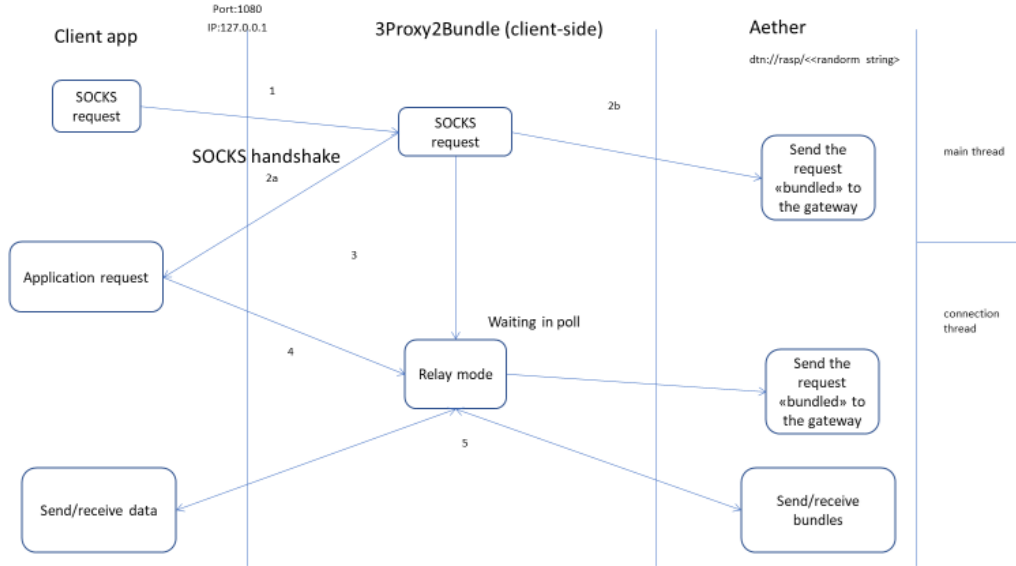 Port:1080
IP:127.0.0.1
Client app
3Proxy2Bundle (client-side)
Aether
dtn://rasp/<<randorm string>
1
2b
SOCKS
request
SOCKS
request
Send the
request
«bundled» to
the gateway
main thread
SOCKS handshake
2a
3
Application request
connection
thread
Waiting in poll
4
Relay mode
Send the
request
«bundled» to
the gateway
5
Send/receive data
Send/receive
bundles